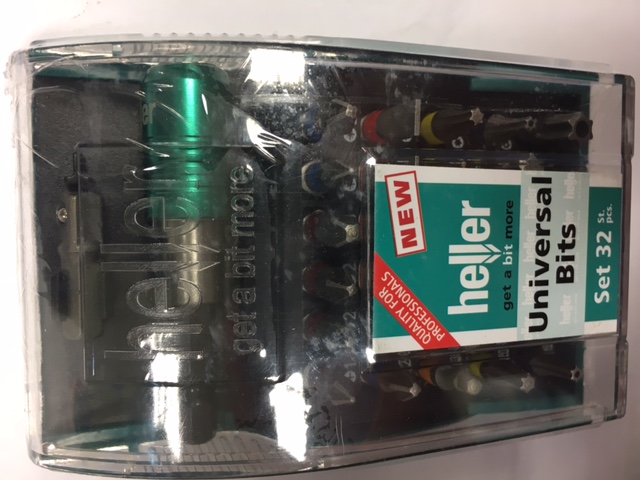 heller
get a bit more
NEW
QUALITY FOR
PROFESSIONALS
heller
get a bit more
Universal
Bits
Set 32 St.
pcs.